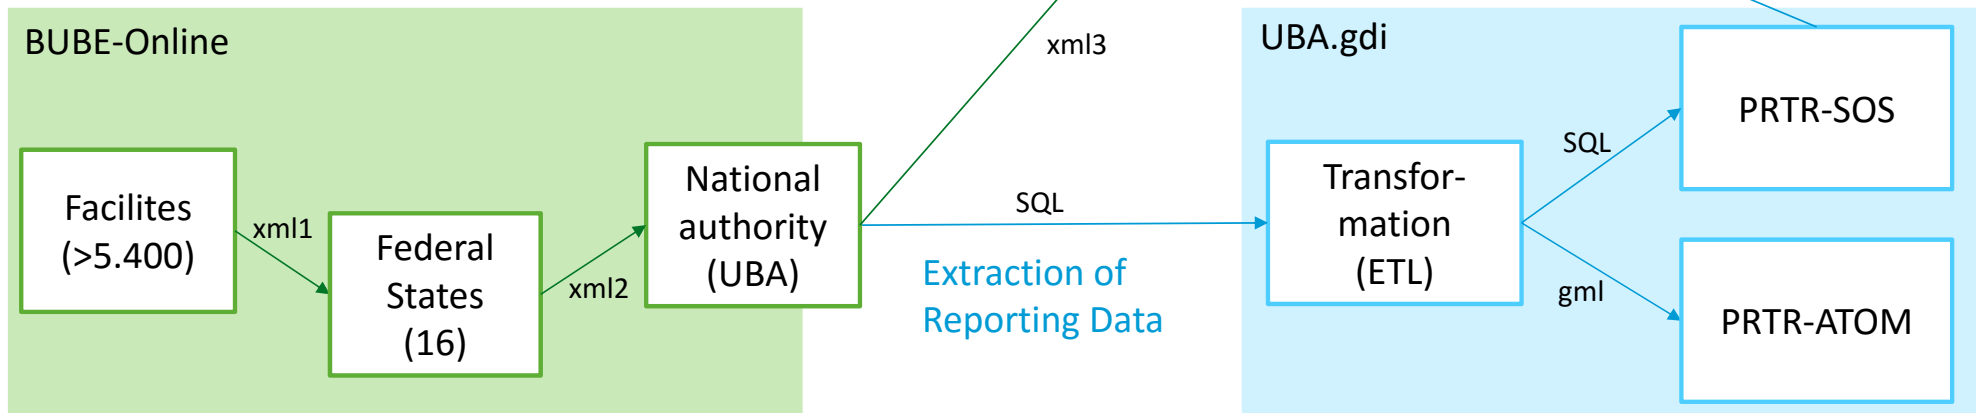 BUBE-Online
Facilites
(>5.400)
xml1
Federal
States
(16)
xml2
National
authority
(UBA)
xml3
SQL
Extraction of
Reporting Data
UBA.gdi
Transfor-
mation
(ETL)
SQL
gml
PRTR-SOS
PRTR-ATOM